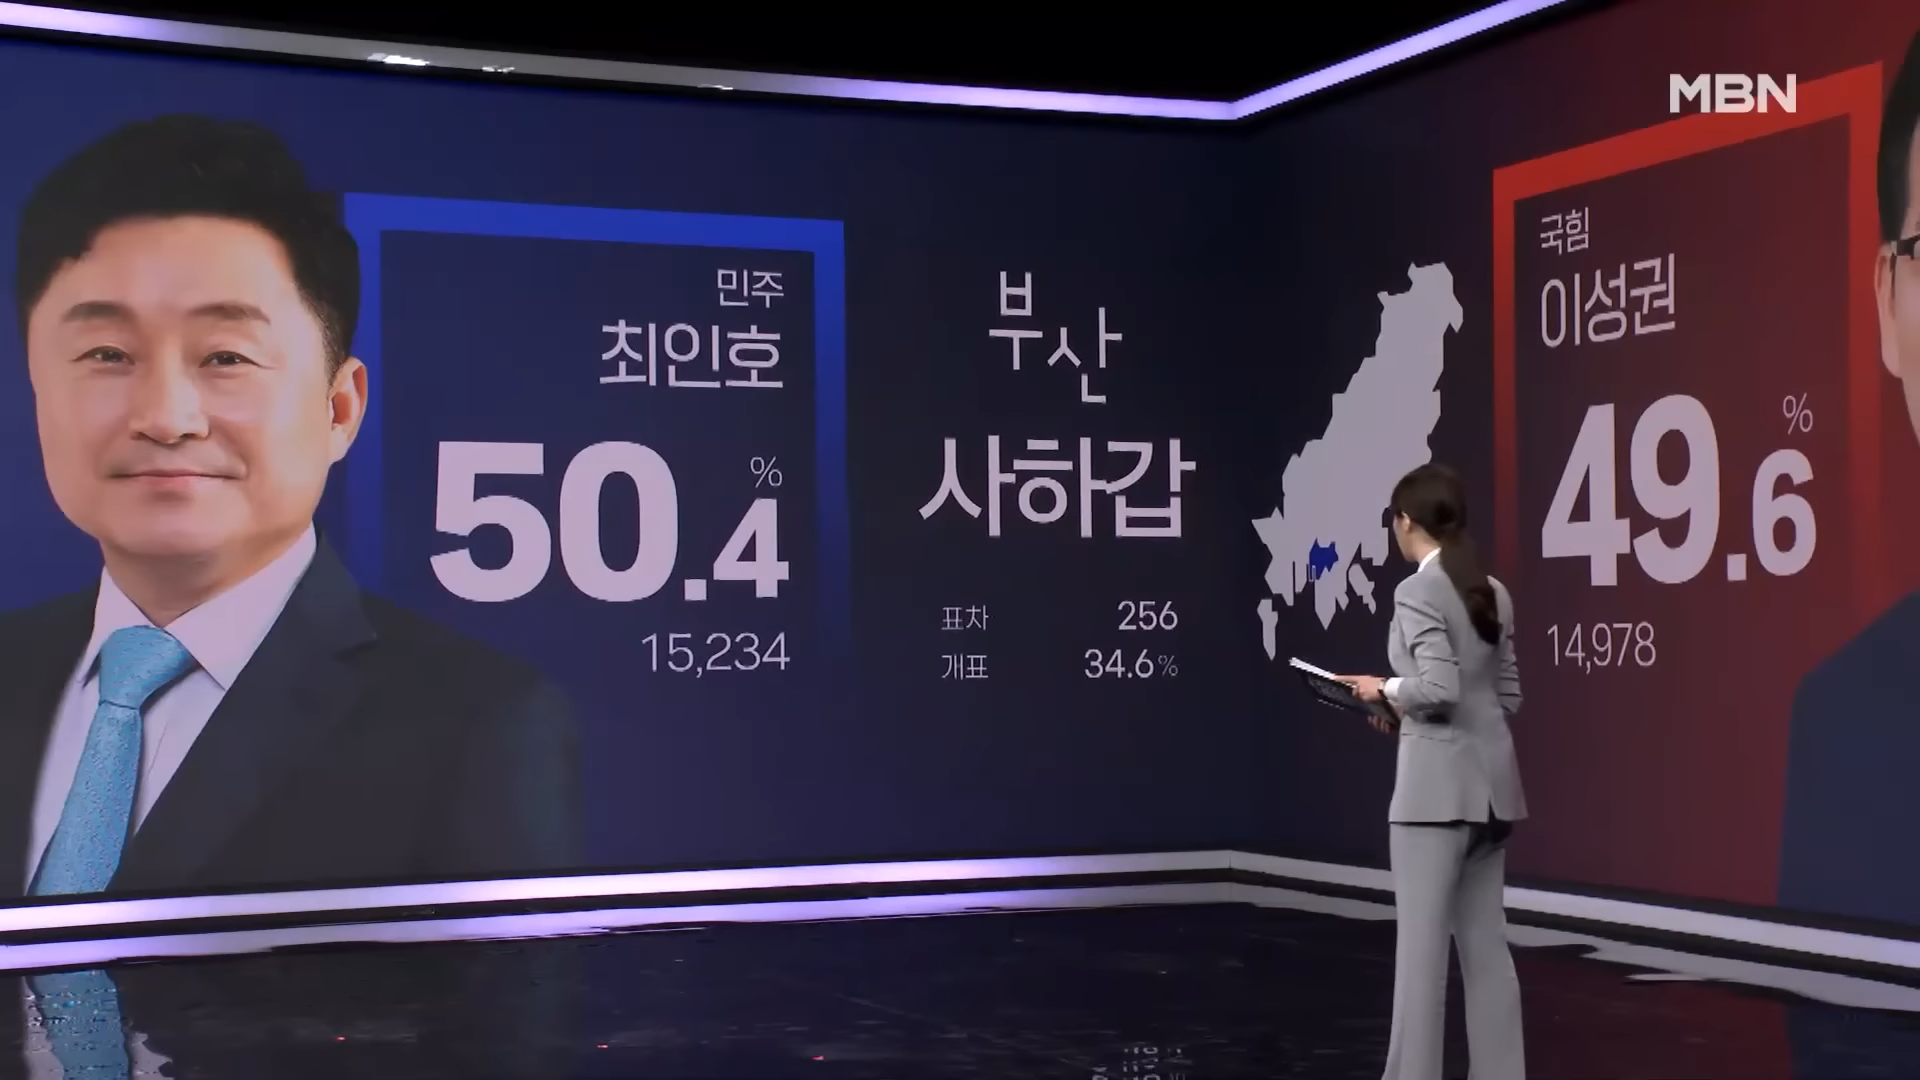 MBN
민주
최인호
50.4%
15,234
부산
사하갑
표차 256
개표 34.6%
국힘
이성권
49.6%
14,978